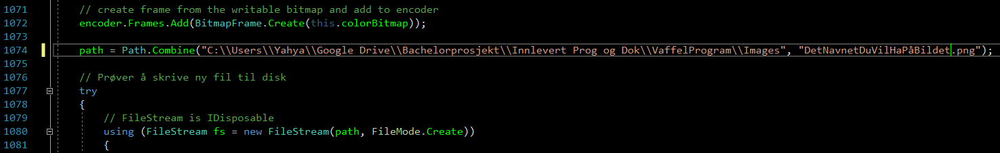 1071 // create frame from the writable bitmap and add to encoder
1072 encoder.Frames.Add(BitmapFrame.Create(this.colorBitmap));
1073
1074 path = Path.Combine("C:\\Users\\Yahya\\Google Drive\\Bachelorprosjekt\\Innlevert Prog og Dok\\VaffelProgram\\Images", "DetNavnetDuVilHaPåBildet.png");
1075
1076 // Prøver å skrive ny fil til disk
1077 try
1078 {
1079 // FileStream is IDisposable
1080 using (FileStream fs = new FileStream(path, FileMode.Create))
1081 {